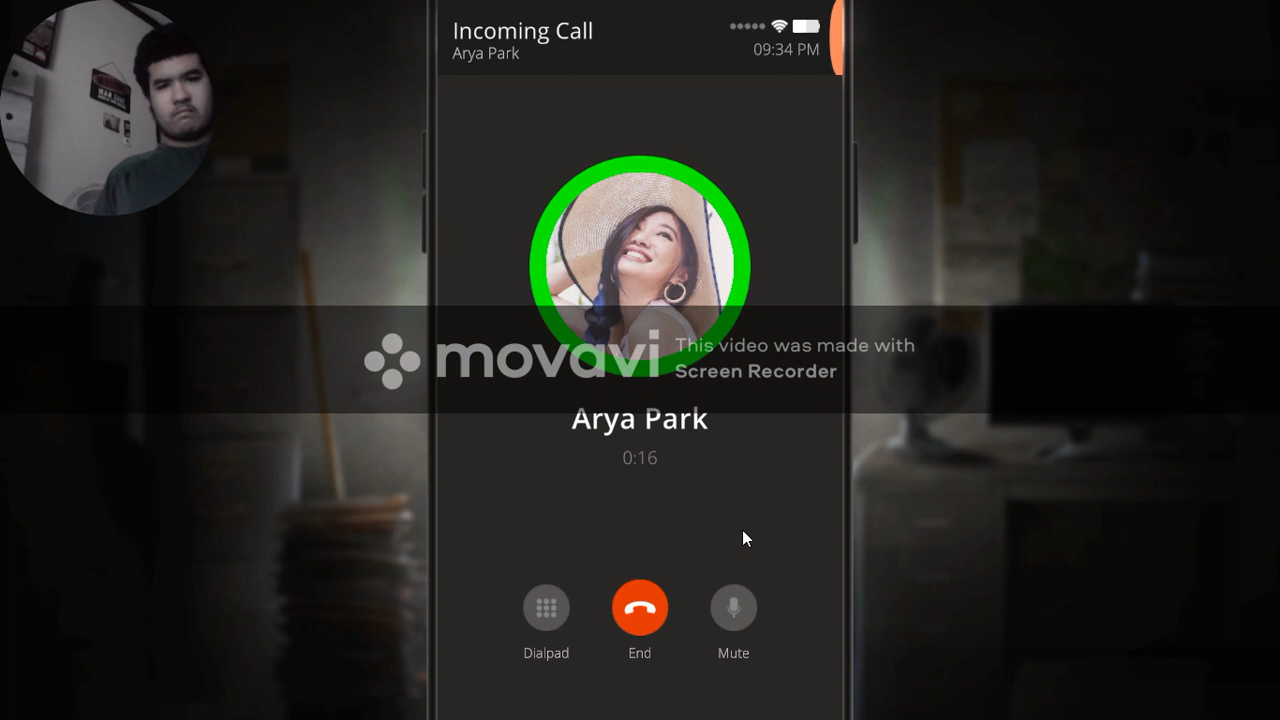 Incoming Call
Arya Park
09:34 PM
movavi
This video was made with
Screen Recorder
Arya Park
0:16
Dialpad
End
Mute